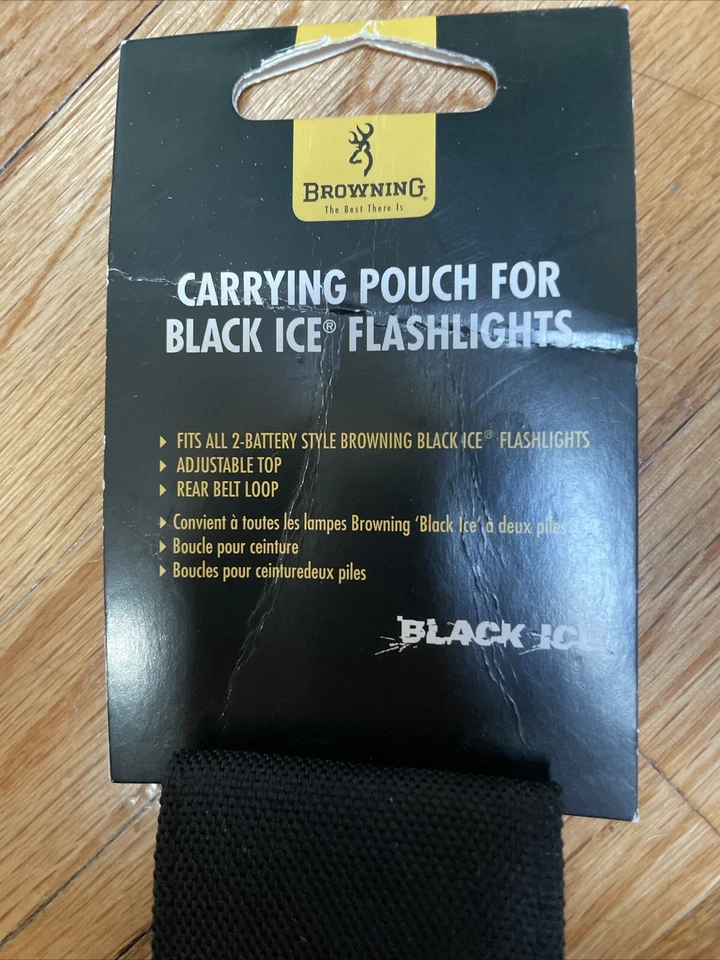 BROWNING®
The Best There Is
CARRYING POUCH FOR
BLACK ICE® FLASHLIGHTS
FITS ALL 2-BATTERY STYLE BROWNING BLACK ICE® FLASHLIGHTS
ADJUSTABLE TOP
REAR BELT LOOP
Convient à toutes les lampes Browning 'Black Ice' à deux piles
Boucle pour ceinture
Boucles pour ceinturedeux piles
BLACK ICE